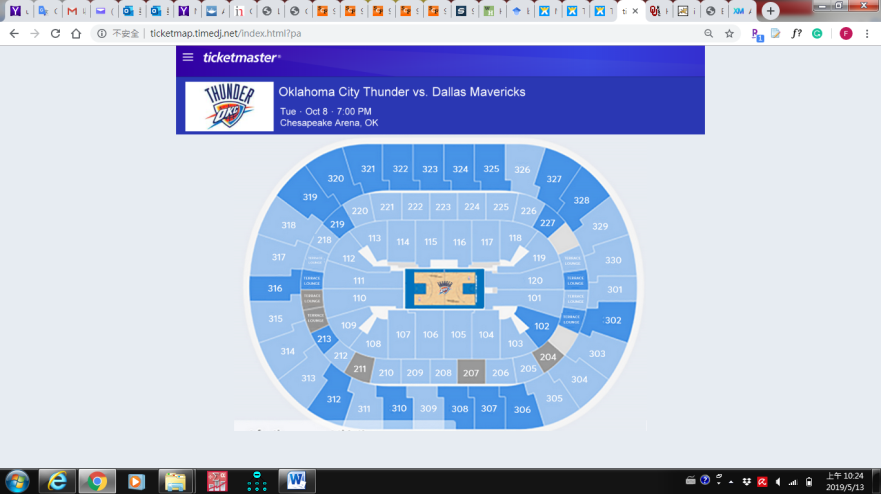 不安全 | ticketmap.timedj.net/index.html?pa
ticketmaster
THUNDER
OKC
Oklahoma City Thunder vs. Dallas Mavericks
Tue · Oct 8 · 7:00 PM
Chesapeake Arena, OK
321 322 323 324 325 326
320 327
319 328
220 221 222 223 224 225 226
318 219 227 329
218 113 114 115 116 117 118
317 112 119 330
TERRACE LOUNGE
111 120
316 TERRACE LOUNGE TERRACE LOUNGE 301
110 101
TERRACE LOUNGE TERRACE LOUNGE
315 TERRACE LOUNGE TERRACE LOUNGE 302
109 102
213 108 107 106 105 104 103
314 212 204 303
211 210 209 208 207 206 205
313 304
312 305
311 310 309 308 307 306
上午 10:24
2019/5/13